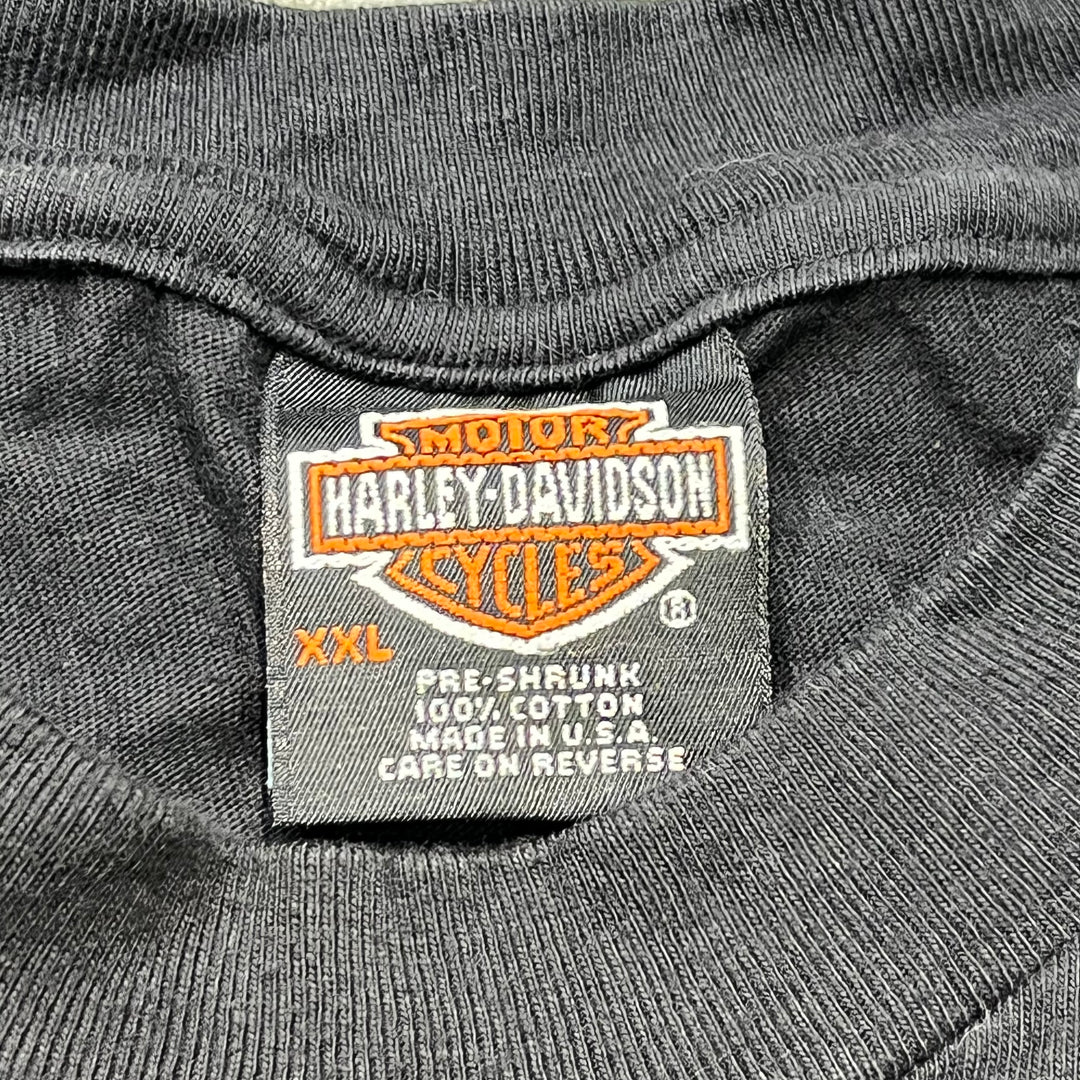 MOTOR
HARLEY-DAVIDSON
CYCLES
®
XXL
PRE-SHRUNK
100% COTTON
MADE IN U.S.A.
CARE ON REVERSE